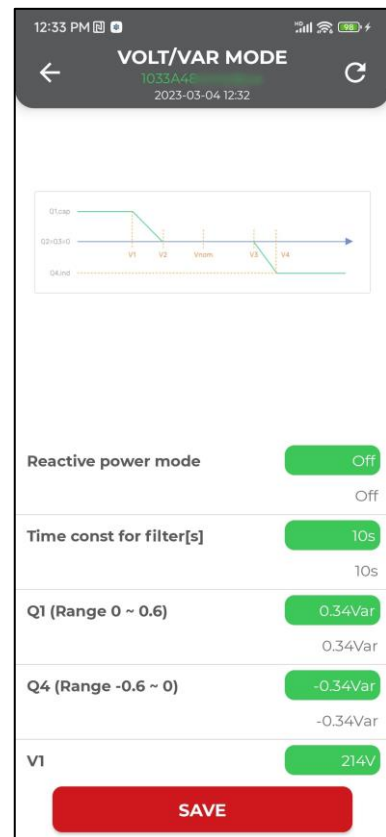 12:33 PM
98
VOLT/VAR MODE
1033A48
2023-03-04 12:32
Q1:cap
Q2=Q3=0
V1 V2 Vnom V3 V4
Q4:ind
Reactive power mode Off
Off
Time const for filter[s] 10s
10s
Q1 (Range 0 ~ 0.6) 0.34Var
0.34Var
Q4 (Range -0.6 ~ 0) -0.34Var
-0.34Var
V1 214V
SAVE